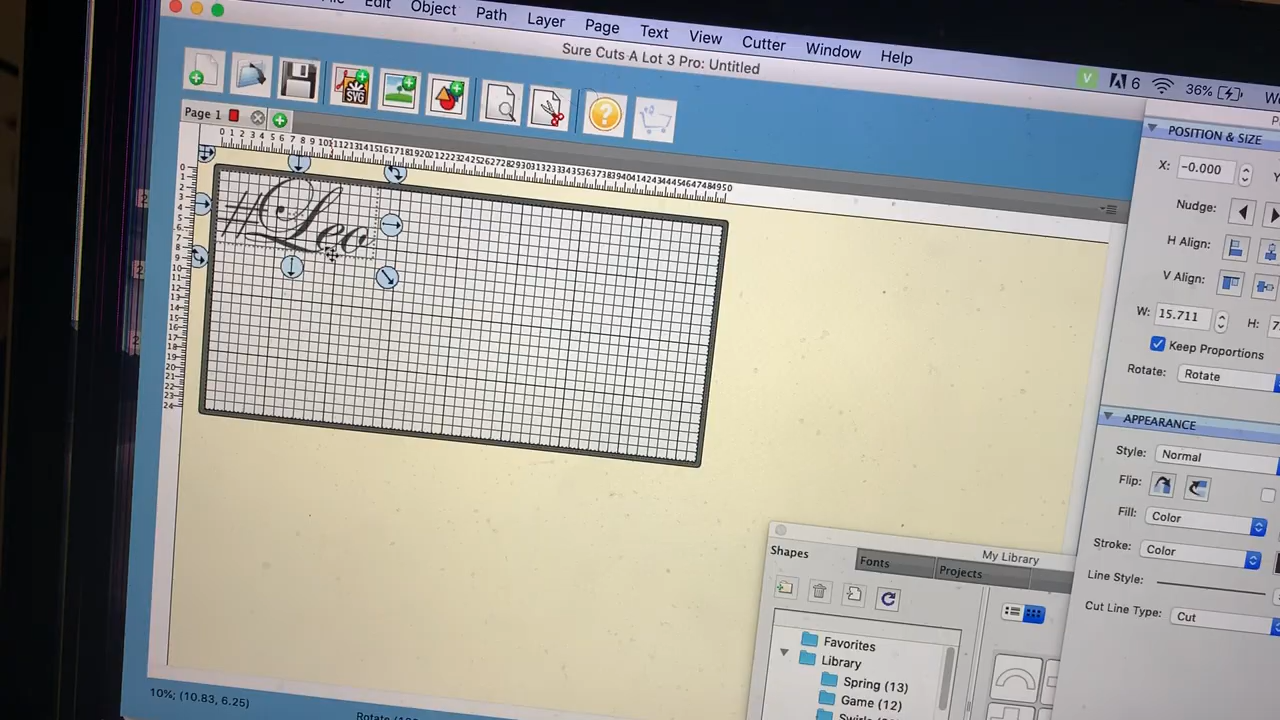 Edit Object Path Layer Page Text View Cutter Window Help
6 36%
Sure Cuts A Lot 3 Pro: Untitled
SVG
Page 1
#Leo
POSITION & SIZE
X: -0.000
Nudge:
H Align:
V Align:
W: 15.711 H:
Keep Proportions
Rotate: Rotate
APPEARANCE
Style: Normal
Flip:
Fill: Color
Stroke: Color
Line Style:
Cut Line Type: Cut
My Library
Shapes Fonts Projects
Favorites
Library
Spring (13)
Game (12)
10%; (10.83, 6.25)